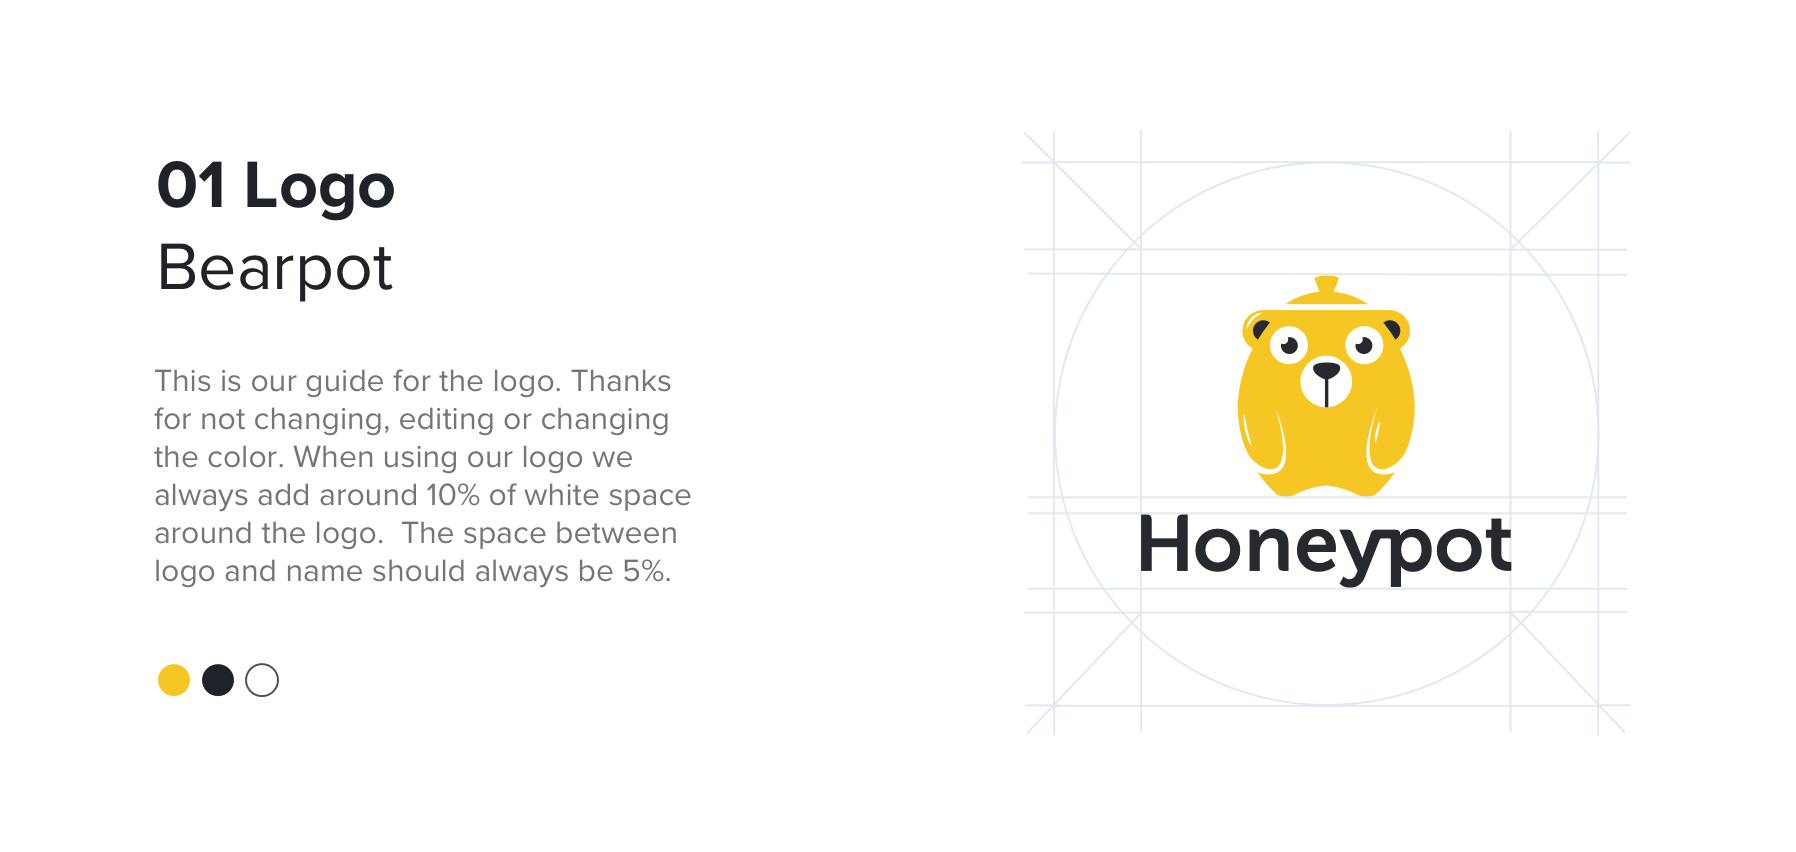 01 Logo
Bearpot
This is our guide for the logo. Thanks
for not changing, editing or changing
the color. When using our logo we
always add around 10% of white space
around the logo.  The space between
logo and name should always be 5%.
Honeypot